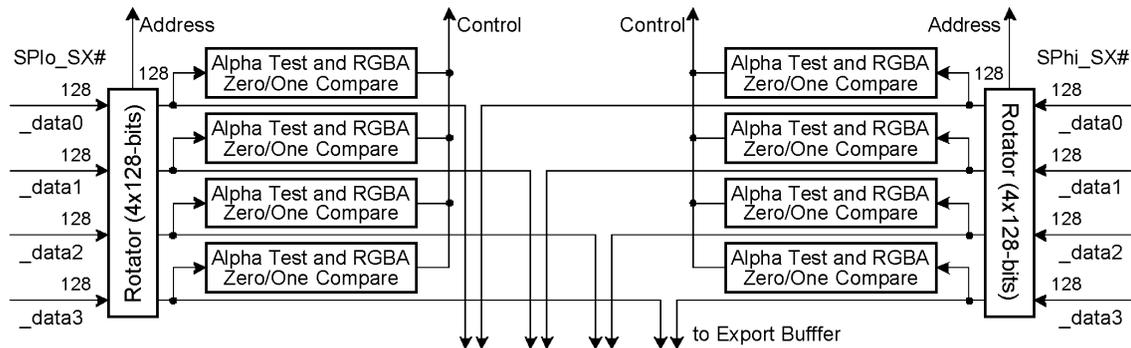 Address
Control
Control
Address
SPlo_SX#
128
Alpha Test and RGBA
Zero/One Compare
Alpha Test and RGBA
Zero/One Compare
128
SPhi_SX#
128
_data0
128
_data0
Alpha Test and RGBA
Zero/One Compare
Alpha Test and RGBA
Zero/One Compare
128
_data1
128
_data1
Rotator (4x128-bits)
Rotator (4x128-bits)
Alpha Test and RGBA
Zero/One Compare
Alpha Test and RGBA
Zero/One Compare
128
_data2
128
_data2
Alpha Test and RGBA
Zero/One Compare
Alpha Test and RGBA
Zero/One Compare
128
_data3
128
_data3
to Export Bufffer